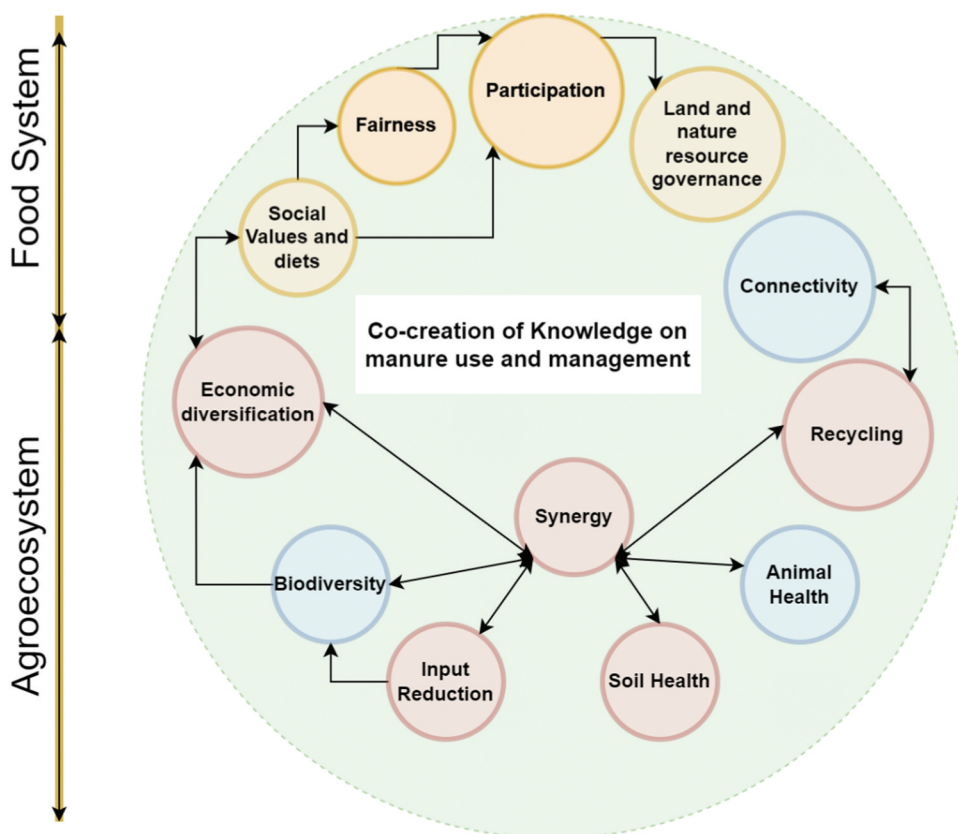 Food System
Agroecosystem
Participation
Fairness
Land and
nature
resource
governance
Social
Values and
diets
Connectivity
Co-creation of Knowledge on
manure use and management
Economic
diversification
Recycling
Synergy
Biodiversity
Animal
Health
Input
Reduction
Soil Health